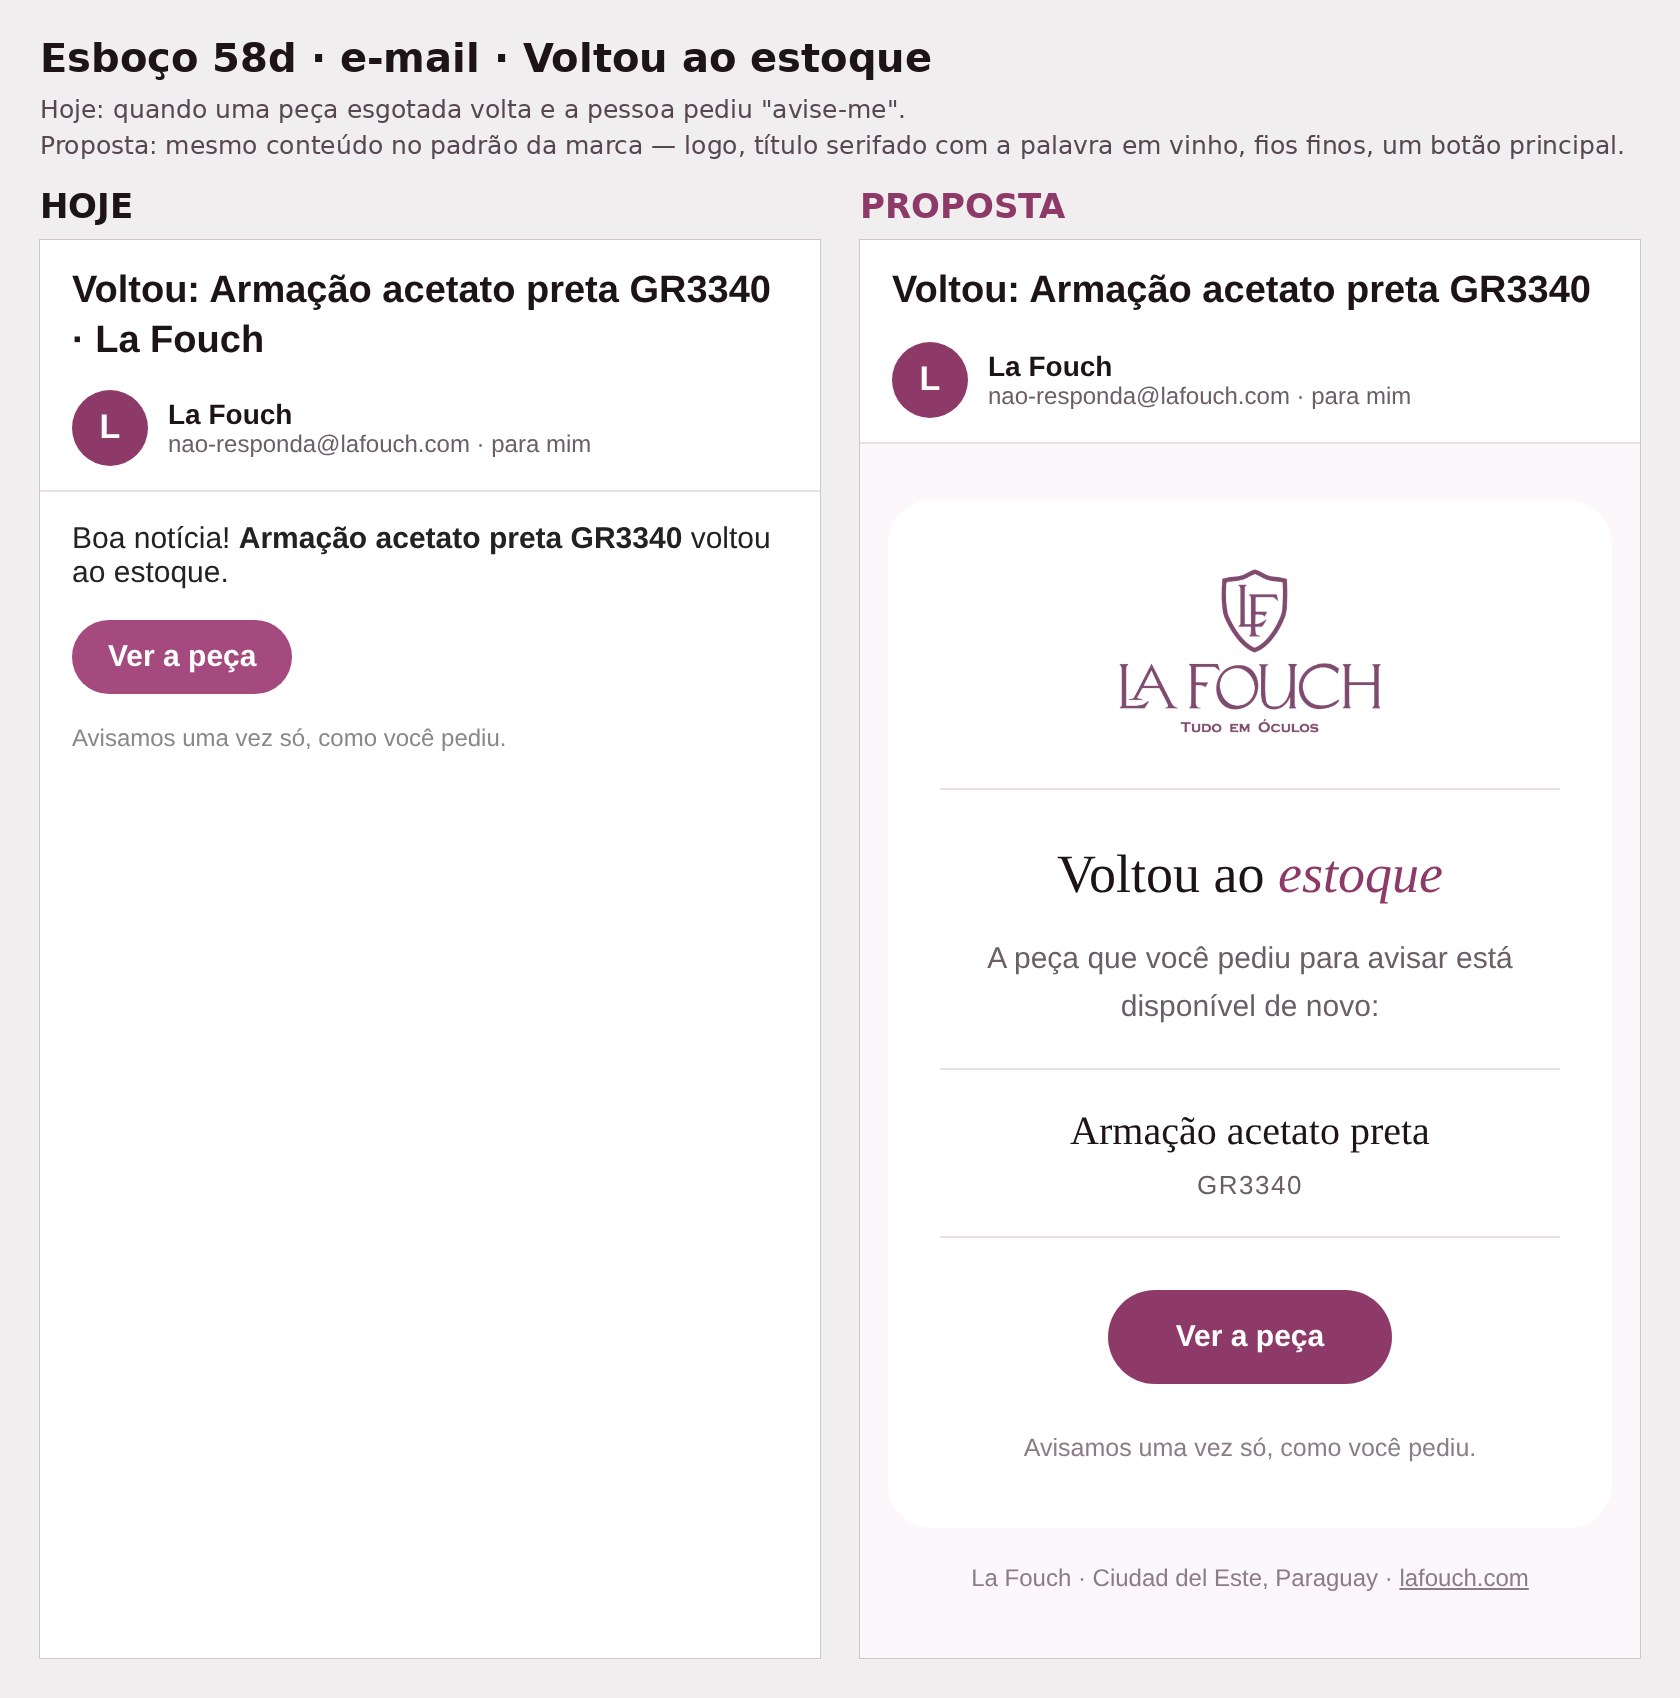 Esboço 58d · e-mail · Voltou ao estoque
Hoje: quando uma peça esgotada volta e a pessoa pediu "avise-me".
Proposta: mesmo conteúdo no padrão da marca — logo, título serifado com a palavra em vinho, fios finos, um botão principal.
HOJE
Voltou: Armação acetato preta GR3340
· La Fouch
L
La Fouch
nao-responda@lafouch.com · para mim
Boa notícia! Armação acetato preta GR3340 voltou
ao estoque.
Ver a peça
Avisamos uma vez só, como você pediu.
PROPOSTA
Voltou: Armação acetato preta GR3340
L
La Fouch
nao-responda@lafouch.com · para mim
LF
LA FOUCH
Tudo em Óculos
Voltou ao estoque
A peça que você pediu para avisar está
disponível de novo:
Armação acetato preta
GR3340
Ver a peça
Avisamos uma vez só, como você pediu.
La Fouch · Ciudad del Este, Paraguay · lafouch.com